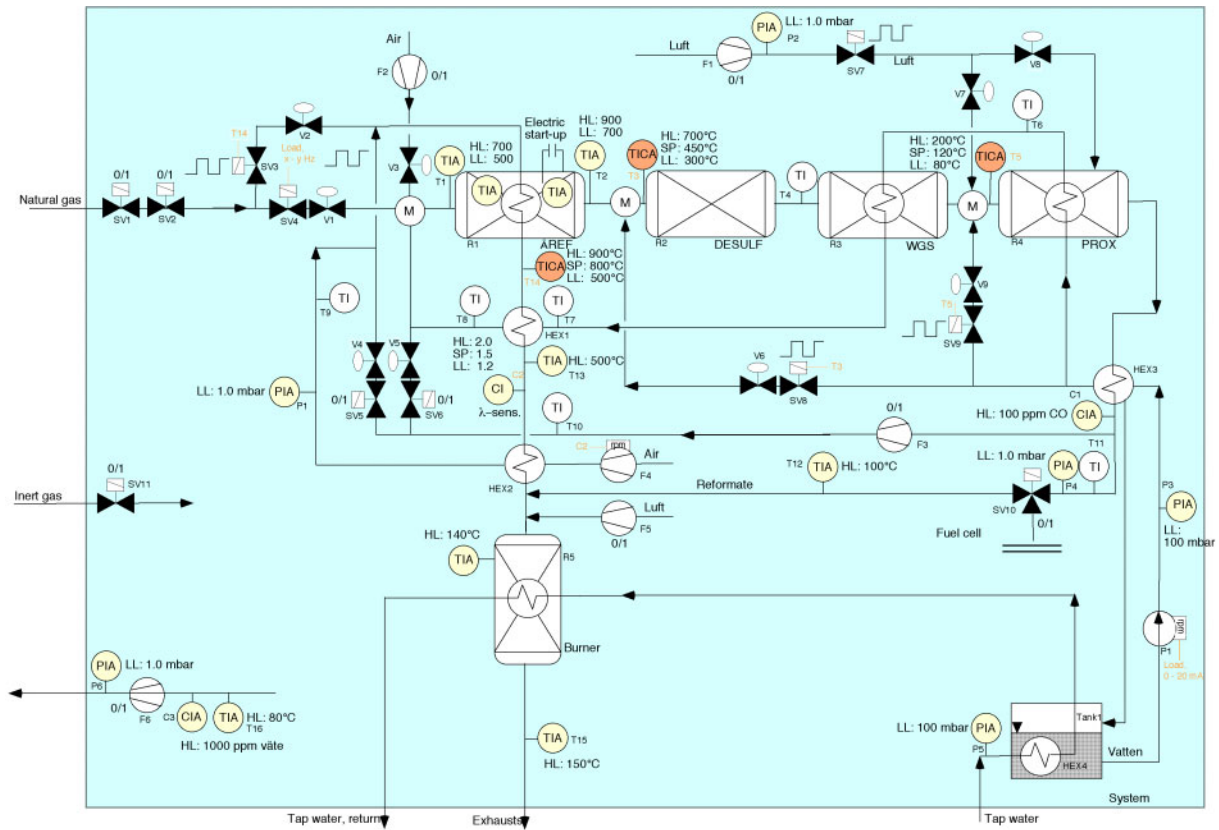 Air
F2
0/1
Luft
F1
0/1
PIA
LL: 1.0 mbar
P2
SV7
Luft
V8
V7
TI
T6
T14
SV3
V2
Load,
x - y Hz
V3
Electric
start-up
HL: 700
LL: 500
TIA
T1
HL: 900
LL: 700
TIA
T2
TICA
T3
HL: 700°C
SP: 450°C
LL: 300°C
TI
T4
HL: 200°C
SP: 120°C
LL: 80°C
TICA
T5
Natural gas
0/1
SV1
0/1
SV2
SV4
V1
M
TIA
TIA
R1
AREF
M
R2
DESULF
R3
WGS
M
R4
PROX
TICA
T14
HL: 900°C
SP: 800°C
LL: 500°C
TI
T9
TI
T8
HEX1
TI
T7
V9
T5
SV9
HL: 2.0
SP: 1.5
LL: 1.2
TIA
T13
HL: 500°C
CI
C2
λ-sens.
V4
V5
0/1
SV5
0/1
SV6
LL: 1.0 mbar
PIA
P1
V6
SV8
T3
HEX3
C1
HL: 100 ppm CO
CIA
TI
T10
0/1
F3
T11
TI
HEX2
C2
rpm
Air
F4
T12
TIA
HL: 100°C
Reformate
LL: 1.0 mbar
PIA
P4
SV10
0/1
Fuel cell
P3
PIA
LL:
100 mbar
Inert gas
0/1
SV11
Luft
F5
0/1
HL: 140°C
TIA
R5
Burner
rpm
P1
Load,
0 - 20 mA
PIA
P6
LL: 1.0 mbar
0/1
F6
C3
CIA
TIA
T16
HL: 80°C
HL: 1000 ppm väte
TIA
T15
HL: 150°C
LL: 100 mbar
PIA
P5
Tank1
HEX4
Vatten
System
Tap water, return
Exhausts
Tap water